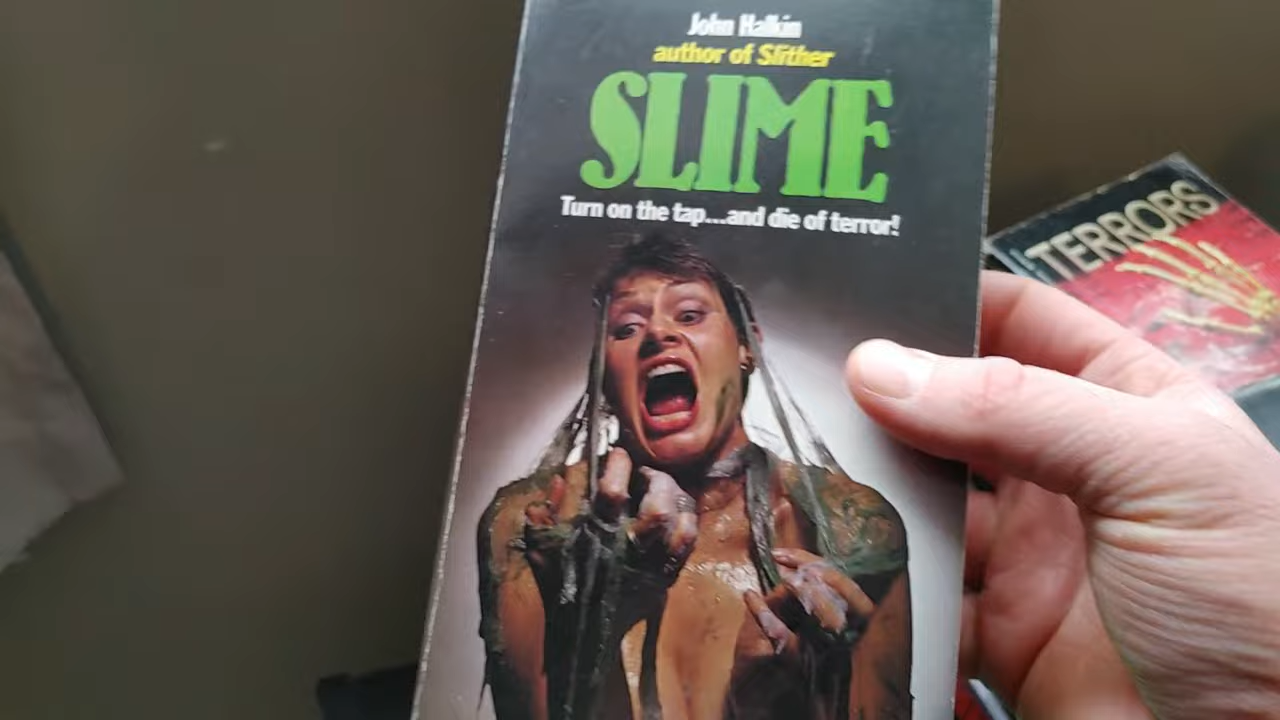 John Halkin
author of Slither
SLIME
Turn on the tap...and die of terror!
TERRORS